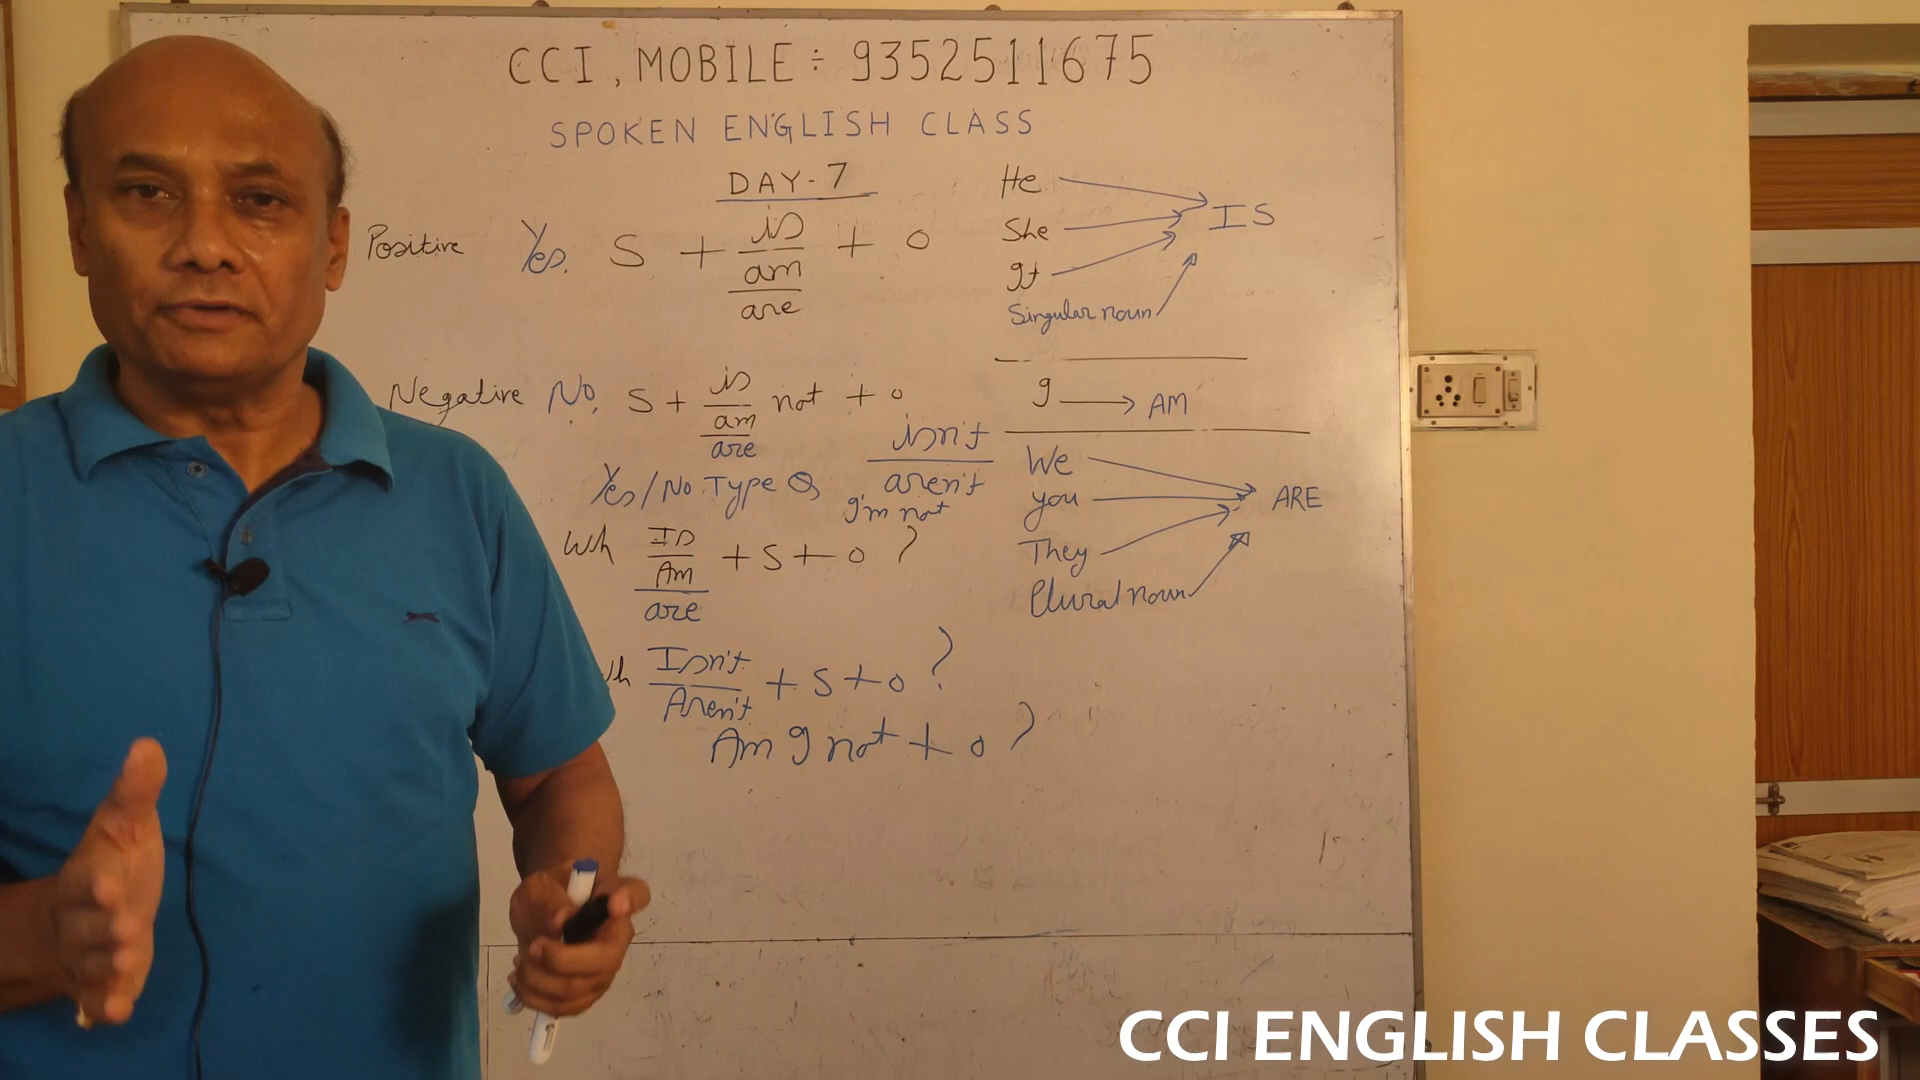 CCI, MOBILE ÷ 9352511675
SPOKEN ENGLISH CLASS
DAY-7
Positive Yes. S + is/am/are + O
He
She
It
Singular noun
IS
Negative No. S + is/am/are not + O
isn't
aren't
I'm not
I → AM
Yes/No Type Q
Wh Is/Am/are + S + O ?
We
you
They
Plural noun
ARE
Wh Isn't/Aren't + S + O ?
Am I not + O ?
CCI ENGLISH CLASSES